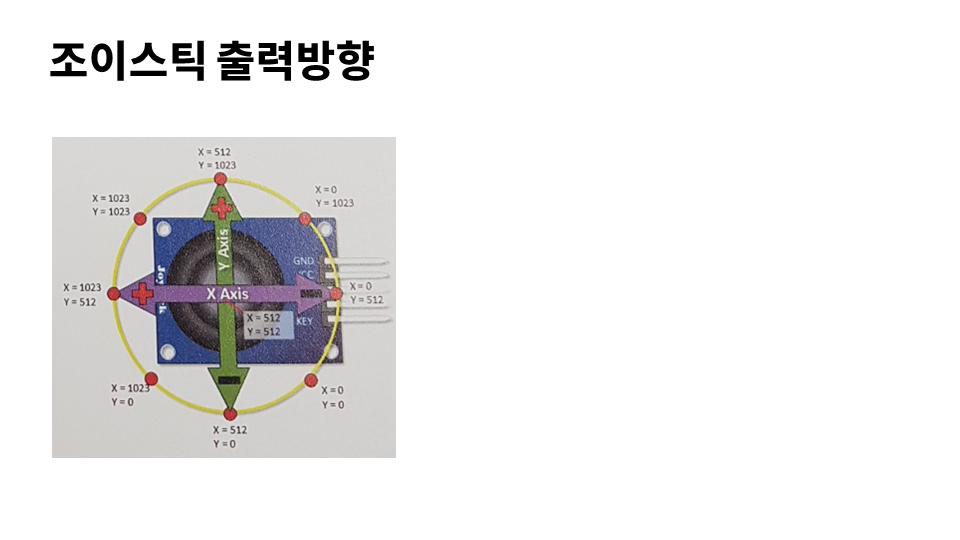 조이스틱 출력방향
X = 512
Y = 1023
X = 1023
Y = 1023
X = 0
Y = 1023
Y Axis
GND
VCC
X = 1023
Y = 512
X Axis
X = 0
Y = 512
X = 512
Y = 512
KEY
X = 1023
Y = 0
X = 0
Y = 0
X = 512
Y = 0